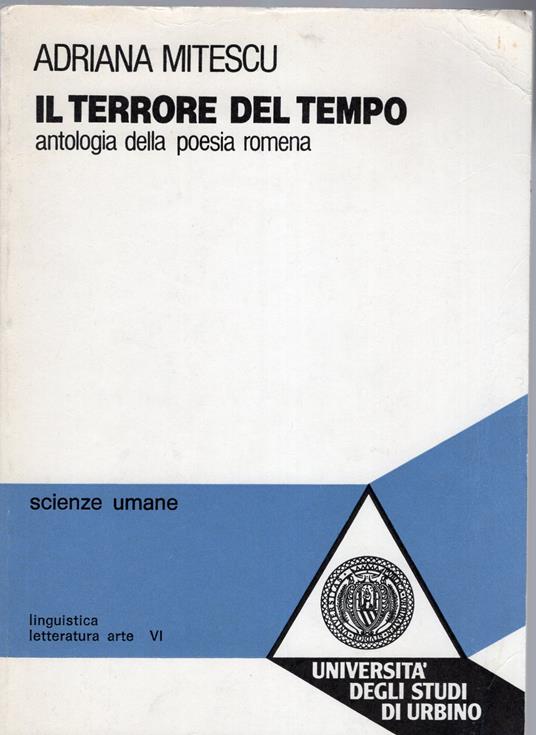 ADRIANA MITESCU
IL TERRORE DEL TEMPO
antologia della poesia romena
scienze umane
linguistica
letteratura arte VI
UNIVERSITA'
DEGLI STUDI
DI URBINO